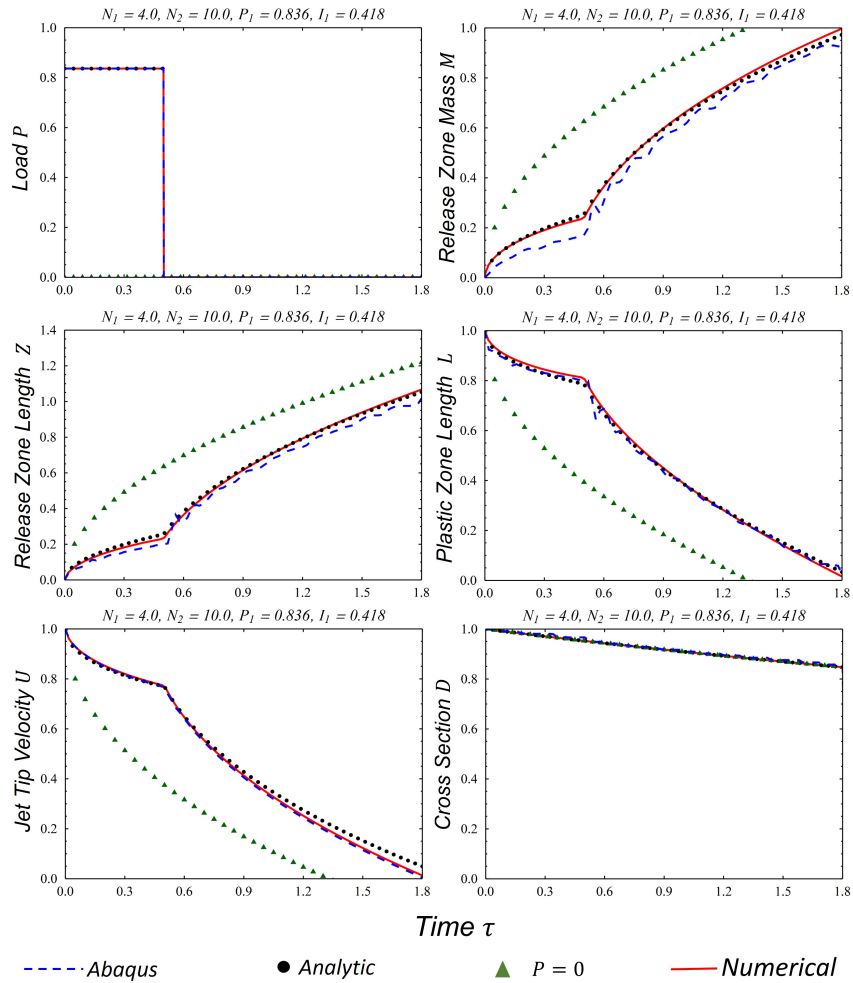 N₁ = 4.0, N₂ = 10.0, P₁ = 0.836, I₁ = 0.418
Load P
1.0
0.8
0.6
0.4
0.2
0.0
0.0 0.3 0.6 0.9 1.2 1.5 1.8
N₁ = 4.0, N₂ = 10.0, P₁ = 0.836, I₁ = 0.418
Release Zone Mass M
1.0
0.8
0.6
0.4
0.2
0.0
0.0 0.3 0.6 0.9 1.2 1.5 1.8
N₁ = 4.0, N₂ = 10.0, P₁ = 0.836, I₁ = 0.418
Release Zone Length Z
1.4
1.2
1.0
0.8
0.6
0.4
0.2
0.0
0.0 0.3 0.6 0.9 1.2 1.5 1.8
N₁ = 4.0, N₂ = 10.0, P₁ = 0.836, I₁ = 0.418
Plastic Zone Length L
1.0
0.8
0.6
0.4
0.2
0.0
0.0 0.3 0.6 0.9 1.2 1.5 1.8
N₁ = 4.0, N₂ = 10.0, P₁ = 0.836, I₁ = 0.418
Jet Tip Velocity U
1.0
0.8
0.6
0.4
0.2
0.0
0.0 0.3 0.6 0.9 1.2 1.5 1.8
N₁ = 4.0, N₂ = 10.0, P₁ = 0.836, I₁ = 0.418
Cross Section D
1.0
0.8
0.6
0.4
0.2
0.0
0.0 0.3 0.6 0.9 1.2 1.5 1.8
Time τ
Abaqus
Analytic
P = 0
Numerical